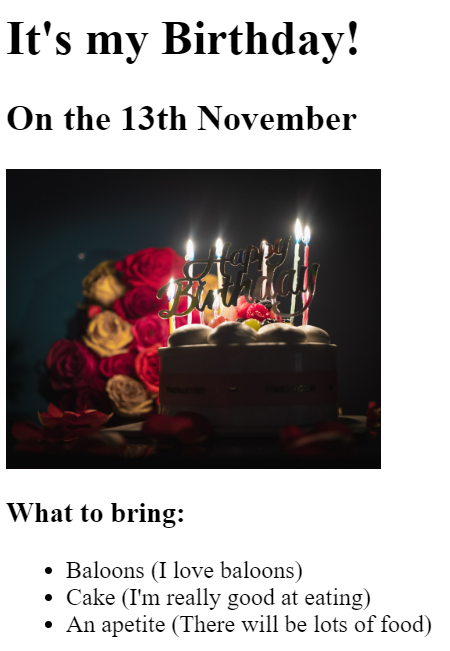 It's my Birthday!
On the 13th November
Happy
Birthday
What to bring:
Baloons (I love baloons)
Cake (I'm really good at eating)
An apetite (There will be lots of food)